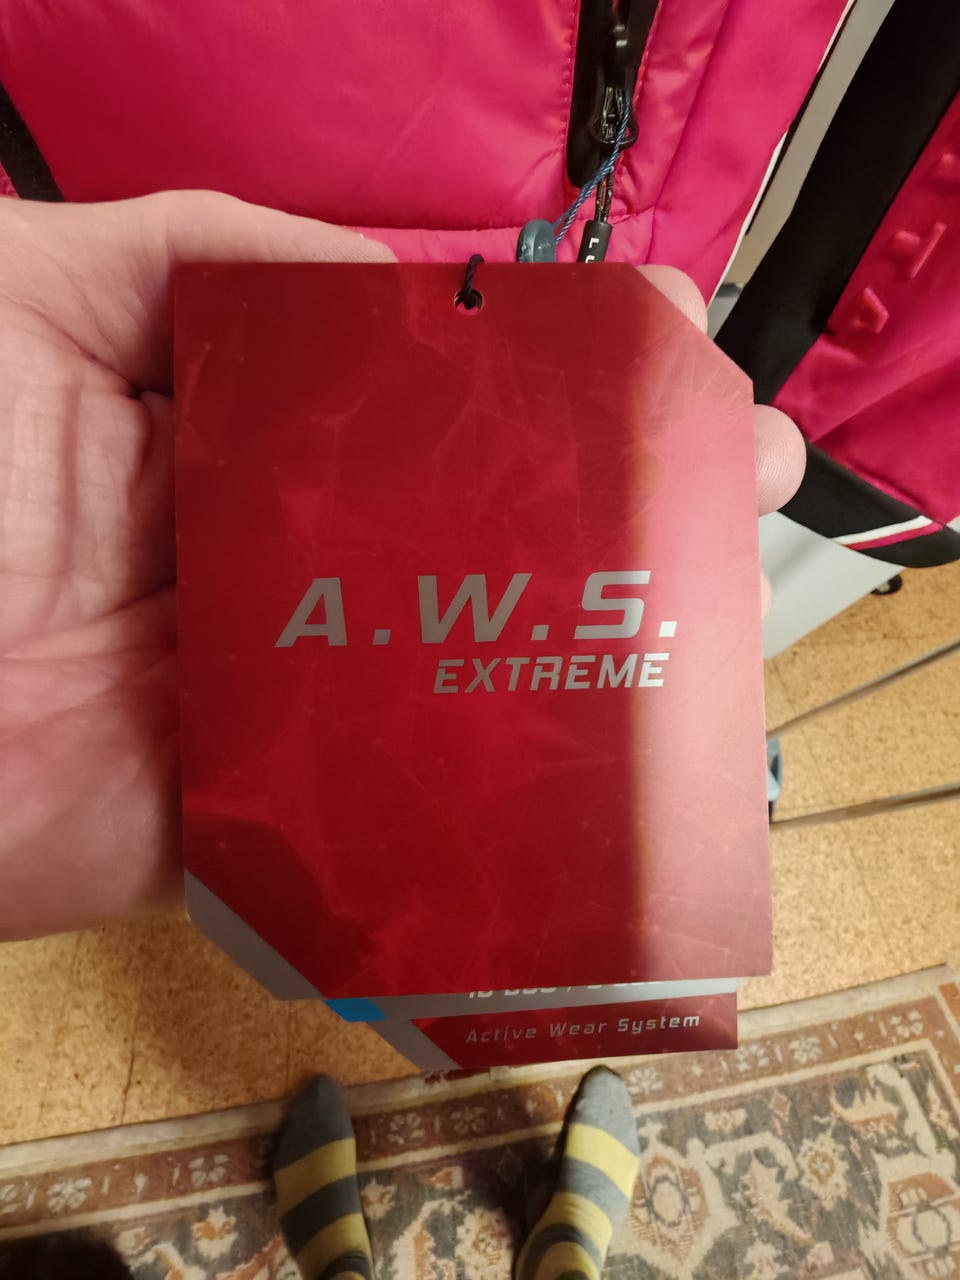 A.W.S.
EXTREME
Active Wear System